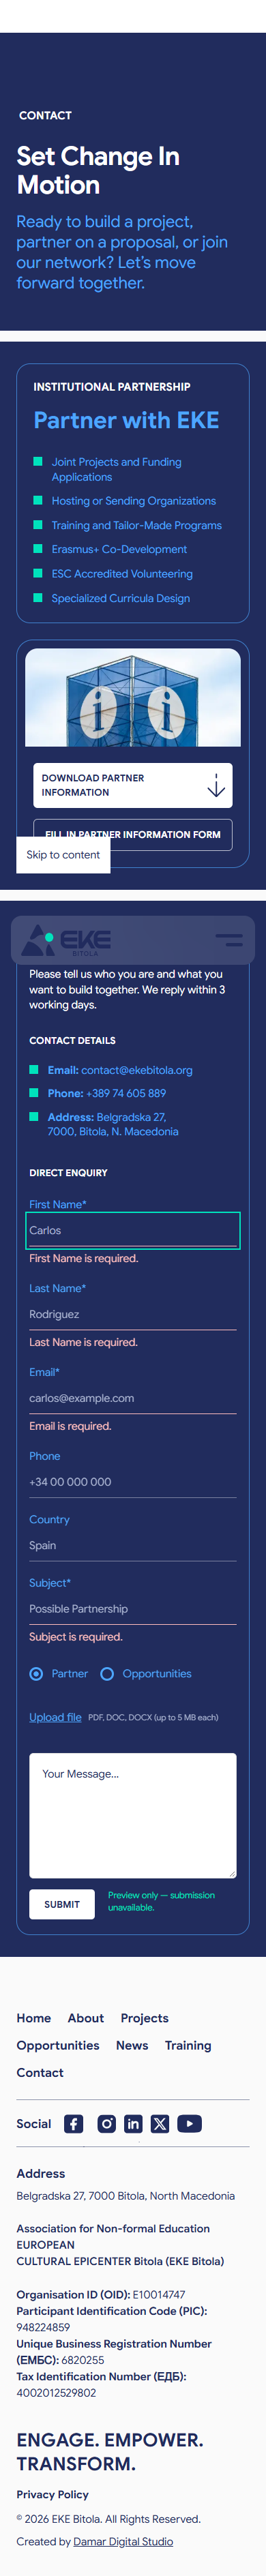 CONTACT
Set Change In
Motion
Ready to build a project,
partner on a proposal, or join
our network? Let’s move
forward together.
INSTITUTIONAL PARTNERSHIP
Partner with EKE
Joint Projects and Funding
Applications
Hosting or Sending Organizations
Training and Tailor-Made Programs
Erasmus+ Co-Development
ESC Accredited Volunteering
Specialized Curricula Design
i i
DOWNLOAD PARTNER
INFORMATION
FILL IN PARTNER INFORMATION FORM
Skip to content
EKE
BITOLA
Please tell us who you are and what you
want to build together. We reply within 3
working days.
CONTACT DETAILS
Email: contact@ekebitola.org
Phone: +389 74 605 889
Address: Belgradska 27,
7000, Bitola, N. Macedonia
DIRECT ENQUIRY
First Name*
Carlos
First Name is required.
Last Name*
Rodriguez
Last Name is required.
Email*
carlos@example.com
Email is required.
Phone
+34 00 000 000
Country
Spain
Subject*
Possible Partnership
Subject is required.
Partner Opportunities
Upload file PDF, DOC, DOCX (up to 5 MB each)
Your Message...
SUBMIT
Preview only — submission
unavailable.
Home About Projects
Opportunities News Training
Contact
Social
Address
Belgradska 27, 7000 Bitola, North Macedonia
Association for Non-formal Education
EUROPEAN
CULTURAL EPICENTER Bitola (EKE Bitola)
Organisation ID (OID): E10014747
Participant Identification Code (PIC):
948224859
Unique Business Registration Number
(ЕМБС): 6820255
Tax Identification Number (ЕДБ):
4002012529802
ENGAGE. EMPOWER.
TRANSFORM.
Privacy Policy
© 2026 EKE Bitola. All Rights Reserved.
Created by Damar Digital Studio